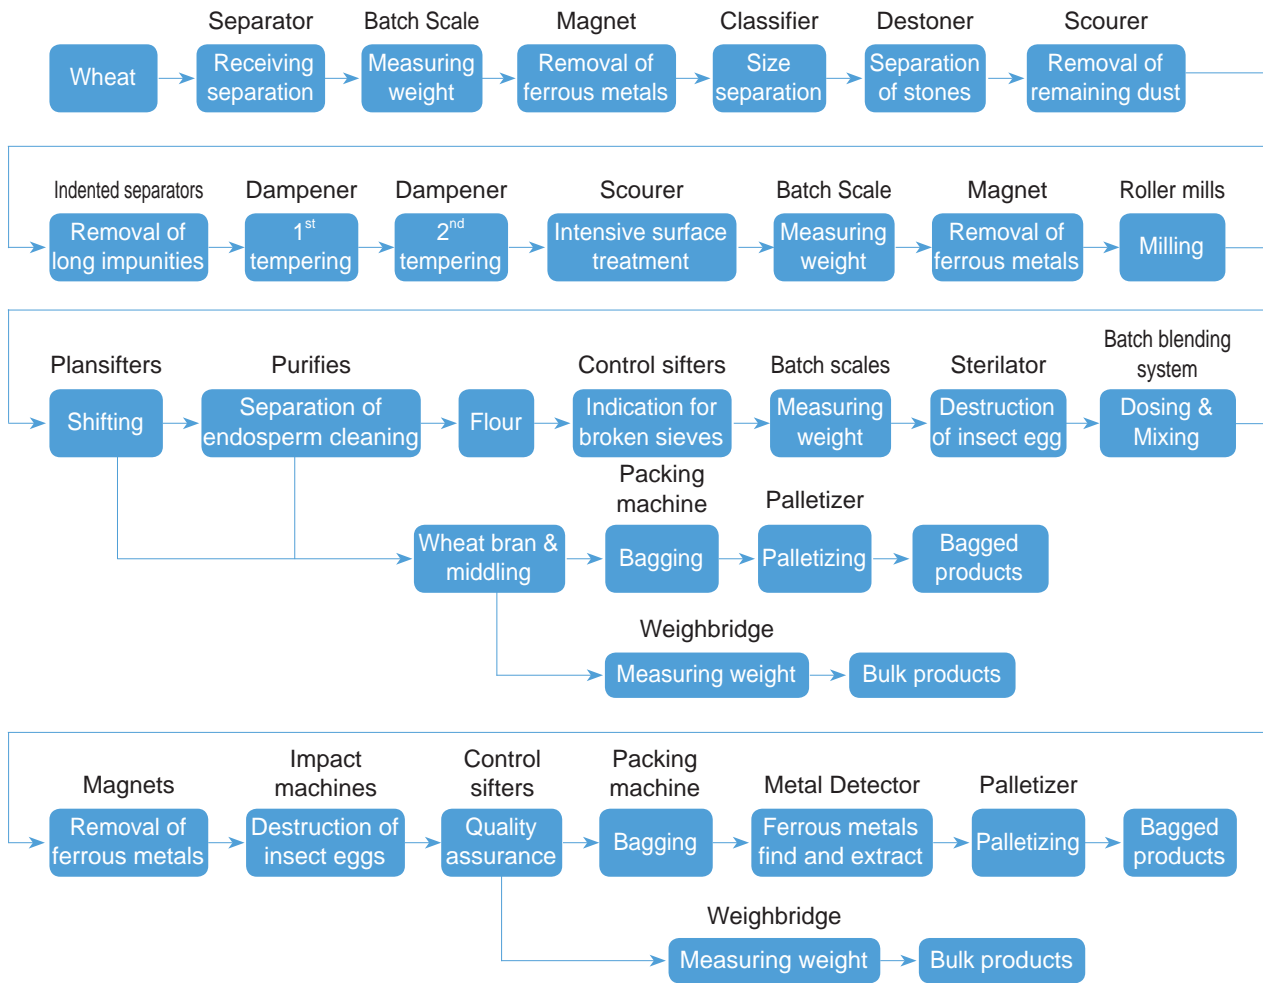 Separator
Batch Scale
Magnet
Classifier
Destoner
Scourer
Wheat
Receiving
separation
Measuring
weight
Removal of
ferrous metals
Size
separation
Separation
of stones
Removal of
remaining dust
Indented separators
Dampener
Dampener
Scourer
Batch Scale
Magnet
Roller mills
Removal of
long impunities
1st
tempering
2nd
tempering
Intensive surface
treatment
Measuring
weight
Removal of
ferrous metals
Milling
Plansifters
Purifies
Control sifters
Batch scales
Sterilator
Batch blending
system
Shifting
Separation of
endosperm cleaning
Flour
Indication for
broken sieves
Measuring
weight
Destruction
of insect egg
Dosing &
Mixing
Packing
machine
Palletizer
Wheat bran &
middling
Bagging
Palletizing
Bagged
products
Weighbridge
Measuring weight
Bulk products
Magnets
Impact
machines
Control
sifters
Packing
machine
Metal Detector
Palletizer
Removal of
ferrous metals
Destruction of
insect eggs
Quality
assurance
Bagging
Ferrous metals
find and extract
Palletizing
Bagged
products
Weighbridge
Measuring weight
Bulk products